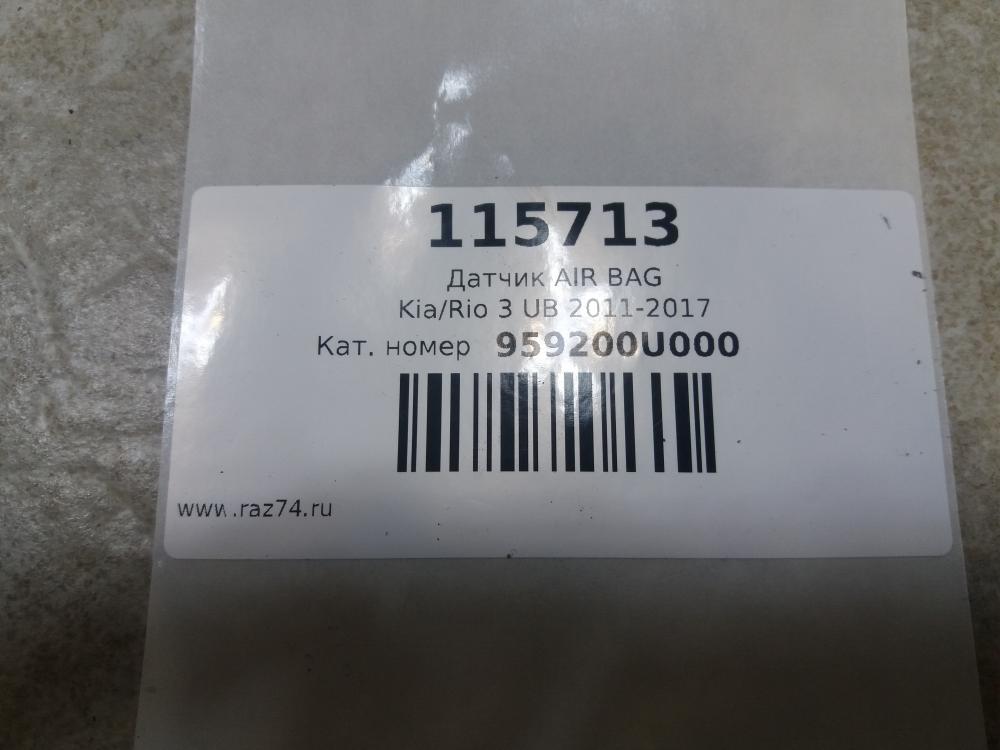 115713
Датчик AIR BAG
Kia/Rio 3 UB 2011-2017
Кат. номер 959200U000
www.raz74.ru